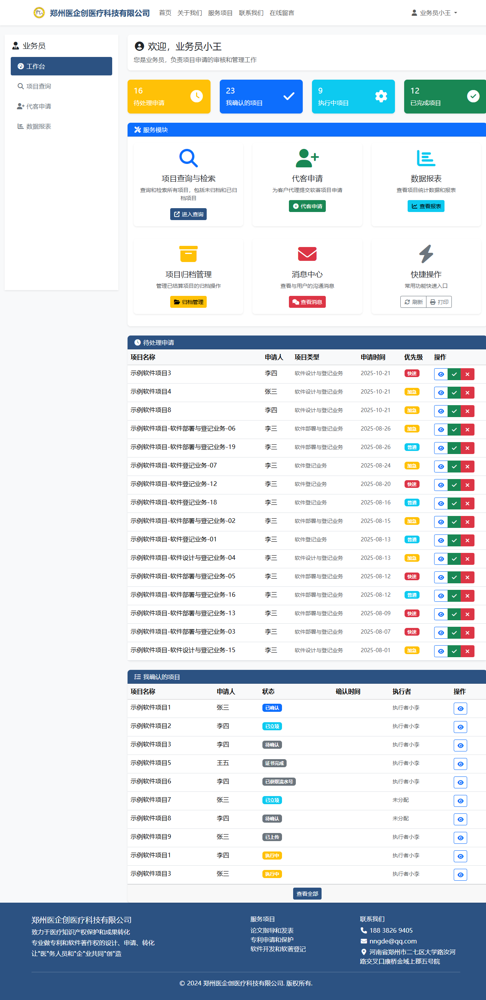 郑州医企创医疗科技有限公司 首页 关于我们 服务项目 联系我们 在线留言 业务员小王
业务员
工作台
项目查询
代客申请
数据报表
欢迎，业务员小王
您是业务员，负责项目申请的审核和管理工作
16 23 9 12
待处理申请 我确认的项目 执行中项目 已完成项目
服务模块
项目查询与检索 代客申请 数据报表
查询和检索所有项目，包括未归档和已归
档项目
为客户代理提交软著项目申请 查看项目统计数据和报表
进入查询 代客申请 查看报表
项目归档管理 消息中心 快捷操作
管理已结算项目的归档操作 查看与用户的沟通消息 常用功能快速入口
归档管理 查看消息 刷新 打印
待处理申请
项目名称 申请人 项目类型 申请时间 优先级 操作
示例软件项目3 李四 软件设计与登记业务 2025-10-21 快速
示例软件项目4 张三 软件设计与登记业务 2025-10-21 加急
示例软件项目8 李四 软件设计与登记业务 2025-10-21 加急
示例软件项目-软件部署与登记业务-06 李三 软件部署与登记业务 2025-08-26 加急
示例软件项目-软件部署与登记业务-19 李三 软件部署与登记业务 2025-08-26 普通
示例软件项目-软件登记业务-07 李三 软件登记业务 2025-08-24 加急
示例软件项目-软件登记业务-12 李三 软件登记业务 2025-08-20 快速
示例软件项目-软件登记业务-18 李三 软件登记业务 2025-08-16 普通
示例软件项目-软件部署与登记业务-02 李三 软件部署与登记业务 2025-08-15 加急
示例软件项目-软件登记业务-01 李三 软件登记业务 2025-08-13 普通
示例软件项目-软件设计与登记业务-04 李三 软件设计与登记业务 2025-08-13 加急
示例软件项目-软件部署与登记业务-05 李三 软件部署与登记业务 2025-08-12 快速
示例软件项目-软件部署与登记业务-16 李三 软件部署与登记业务 2025-08-12 普通
示例软件项目-软件部署与登记业务-13 李三 软件部署与登记业务 2025-08-09 快速
示例软件项目-软件部署与登记业务-03 李三 软件部署与登记业务 2025-08-07 快速
示例软件项目-软件设计与登记业务-15 李三 软件设计与登记业务 2025-08-01 加急
我确认的项目
项目名称 申请人 状态 确认时间 执行者 操作
示例软件项目1 张三 已确认 执行者小李
示例软件项目2 李四 已立项 执行者小李
示例软件项目3 李四 待确认 执行者小李
示例软件项目5 王五 证书完成 执行者小李
示例软件项目6 李四 已获取流水号 执行者小李
示例软件项目7 张三 已立项 未分配
示例软件项目8 李四 待确认 未分配
示例软件项目9 张三 已上传 执行者小李
示例软件项目1 李四 执行中 执行者小李
示例软件项目3 张三 执行中 执行者小李
查看全部
郑州医企创医疗科技有限公司
致力于医疗知识产权保护和成果转化
专业做专利和软件著作权的设计、申请、转化
让"医"务人员和"企"业共同"创"造
服务项目
论文指导和发表
专利申请和保护
软件开发和软著登记
联系我们
188 3826 9405
nngde@qq.com
河南省郑州市二七区大学路汝河
路交叉口康桥金域上郡五号院
© 2024 郑州医企创医疗科技有限公司. 版权所有.